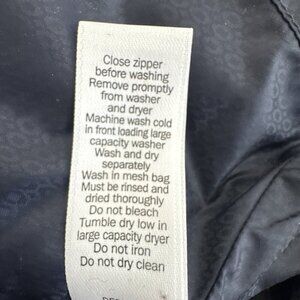 Close zipper
before washing
Remove promptly
from washer
and dryer
Machine wash cold
in front loading large
capacity washer
Wash and dry
separately
Wash in mesh bag
Must be rinsed and
dried thoroughly
Do not bleach
Tumble dry low in
large capacity dryer
Do not iron
Do not dry clean